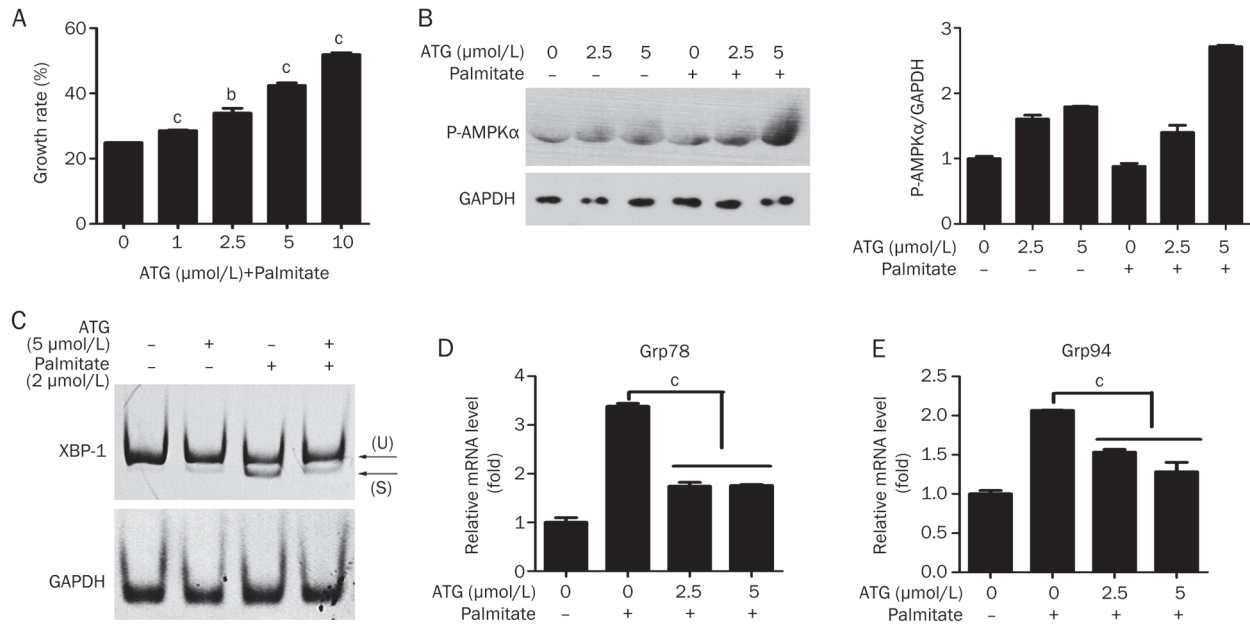 A
60
40
20
0
Growth rate (%)
c
b
c
c
0 1 2.5 5 10
ATG (µmol/L)+Palmitate
B
ATG (µmol/L) 0 2.5 5 0 2.5 5
Palmitate – – – + + +
P-AMPKα
GAPDH
3
2
1
0
P-AMPKα/GAPDH
ATG (µmol/L) 0 2.5 5 0 2.5 5
Palmitate – – – + + +
C
ATG
(5 µmol/L) – + – +
Palmitate – – + +
(2 µmol/L)
XBP-1
(U)
(S)
GAPDH
D
Grp78
4
3
2
1
0
Relative mRNA level
(fold)
c
ATG (µmol/L) 0 0 2.5 5
Palmitate – + + +
E
Grp94
2.5
2.0
1.5
1.0
0.5
0.0
Relative mRNA level
(fold)
c
ATG (µmol/L) 0 0 2.5 5
Palmitate – + + +